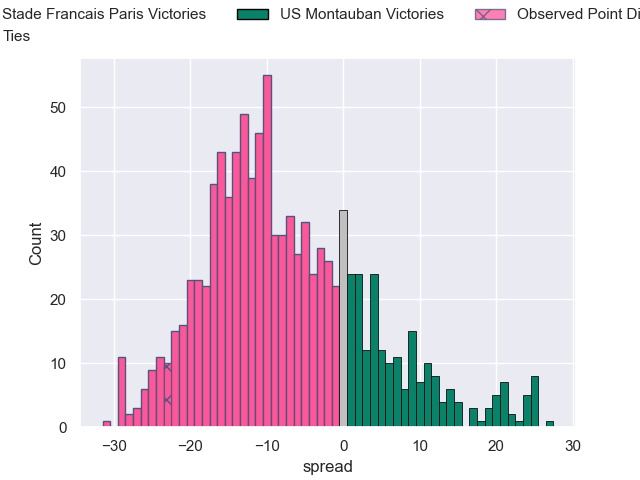 Stade Francais Paris Victories US Montauban Victories Observed Point Di
Ties
50
40
30
20
10
0
Count
−30 −20 −10 0 10 20 30
spread